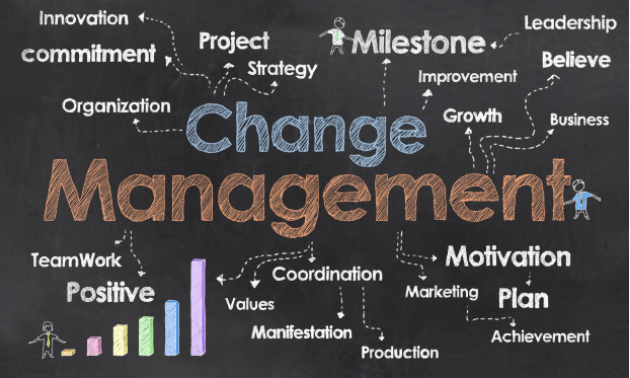 Innovation
Leadership
commitment
Project
Milestone
Strategy
Believe
Improvement
Organization
Growth
Business
Change
Management
TeamWork
Motivation
Coordination
Positive
Values
Marketing
Plan
Manifestation
Achievement
Production